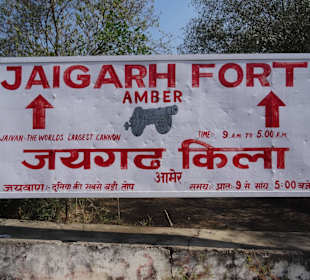 JAIGARH FORT
AMBER
JAIVAN-THE WORLDS LARGEST CANNON TIME:- 9 A.M TO 5.00 P.M
जयगढ किला
आमेर
जयवाण:-दुनिया की सबसे बड़ी तोप समय:- प्रातः 9 से सांय 5:00 बजे